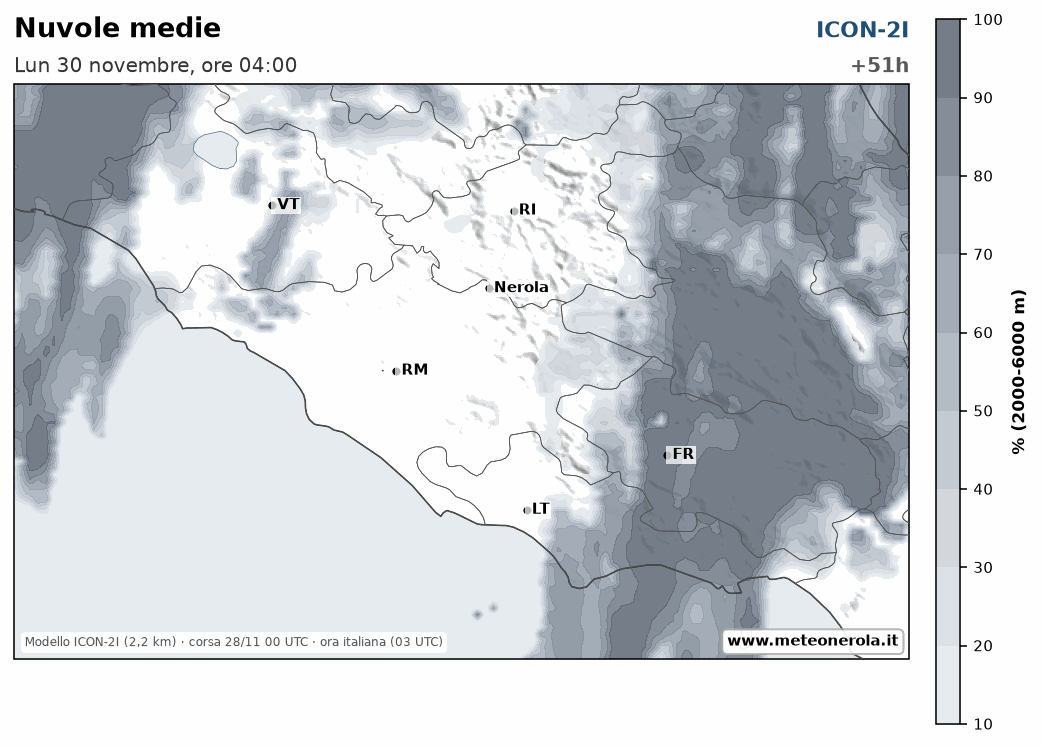 Nuvole medie
ICON-2I
Lun 30 novembre, ore 04:00
+51h
100
90
80
70
60
50
40
30
20
10
% (2000-6000 m)
VT
RI
Nerola
RM
FR
LT
Modello ICON-2I (2,2 km) · corsa 28/11 00 UTC · ora italiana (03 UTC)
www.meteonerola.it